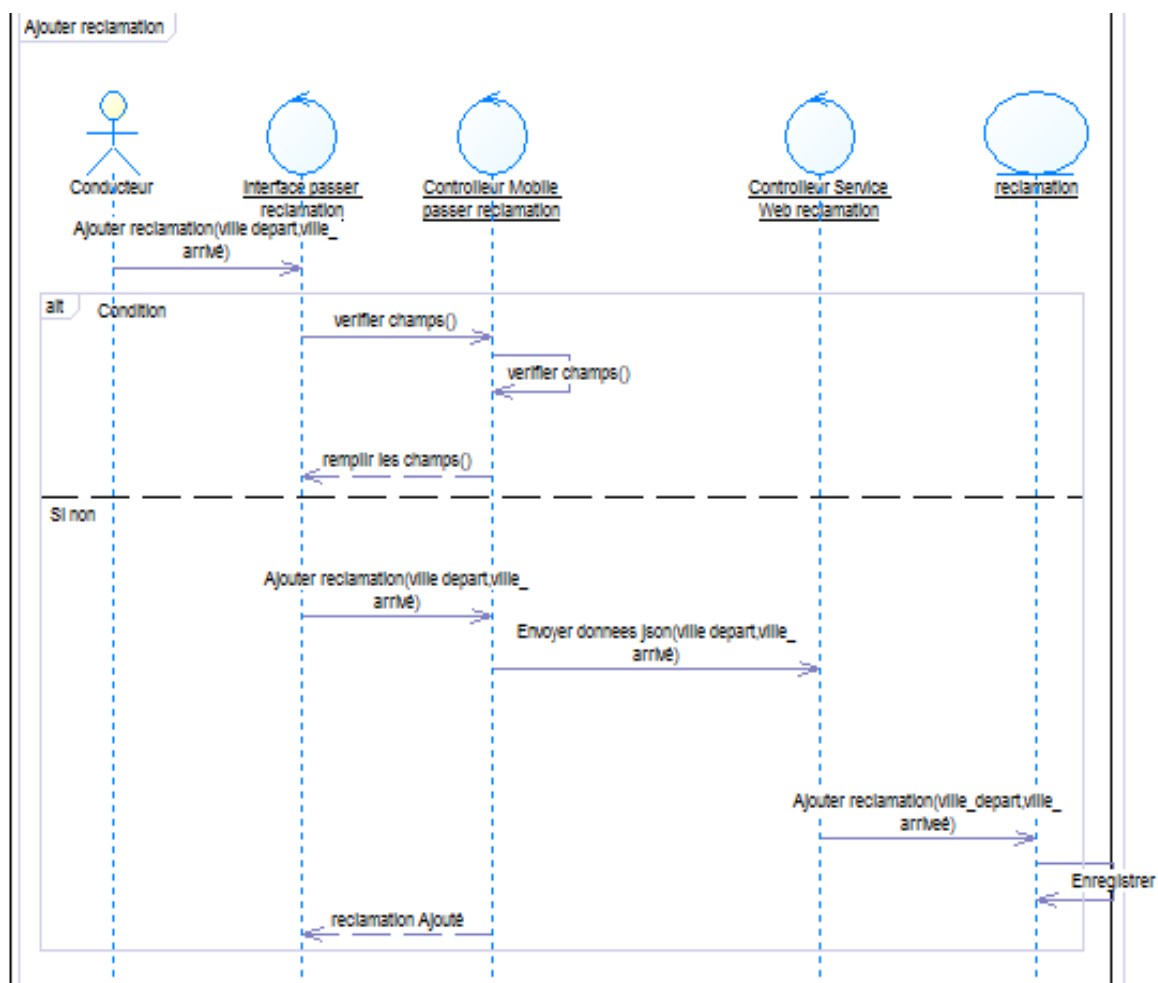 Ajouter reclamation
Conducteur
Interface passer
reclamation
Controlleur Mobile
passer reclamation
Controlleur Service
Web reclamation
reclamation
Ajouter reclamation(ville depart,ville_
arrivé)
alt
Condition
verifier champs()
verifier champs()
remplir les champs()
Si non
Ajouter reclamation(ville depart,ville_
arrivé)
Envoyer donnees json(ville depart,ville_
arrivé)
Ajouter reclamation(ville_depart,ville_
arriveé)
Enregistrer
reclamation Ajouté